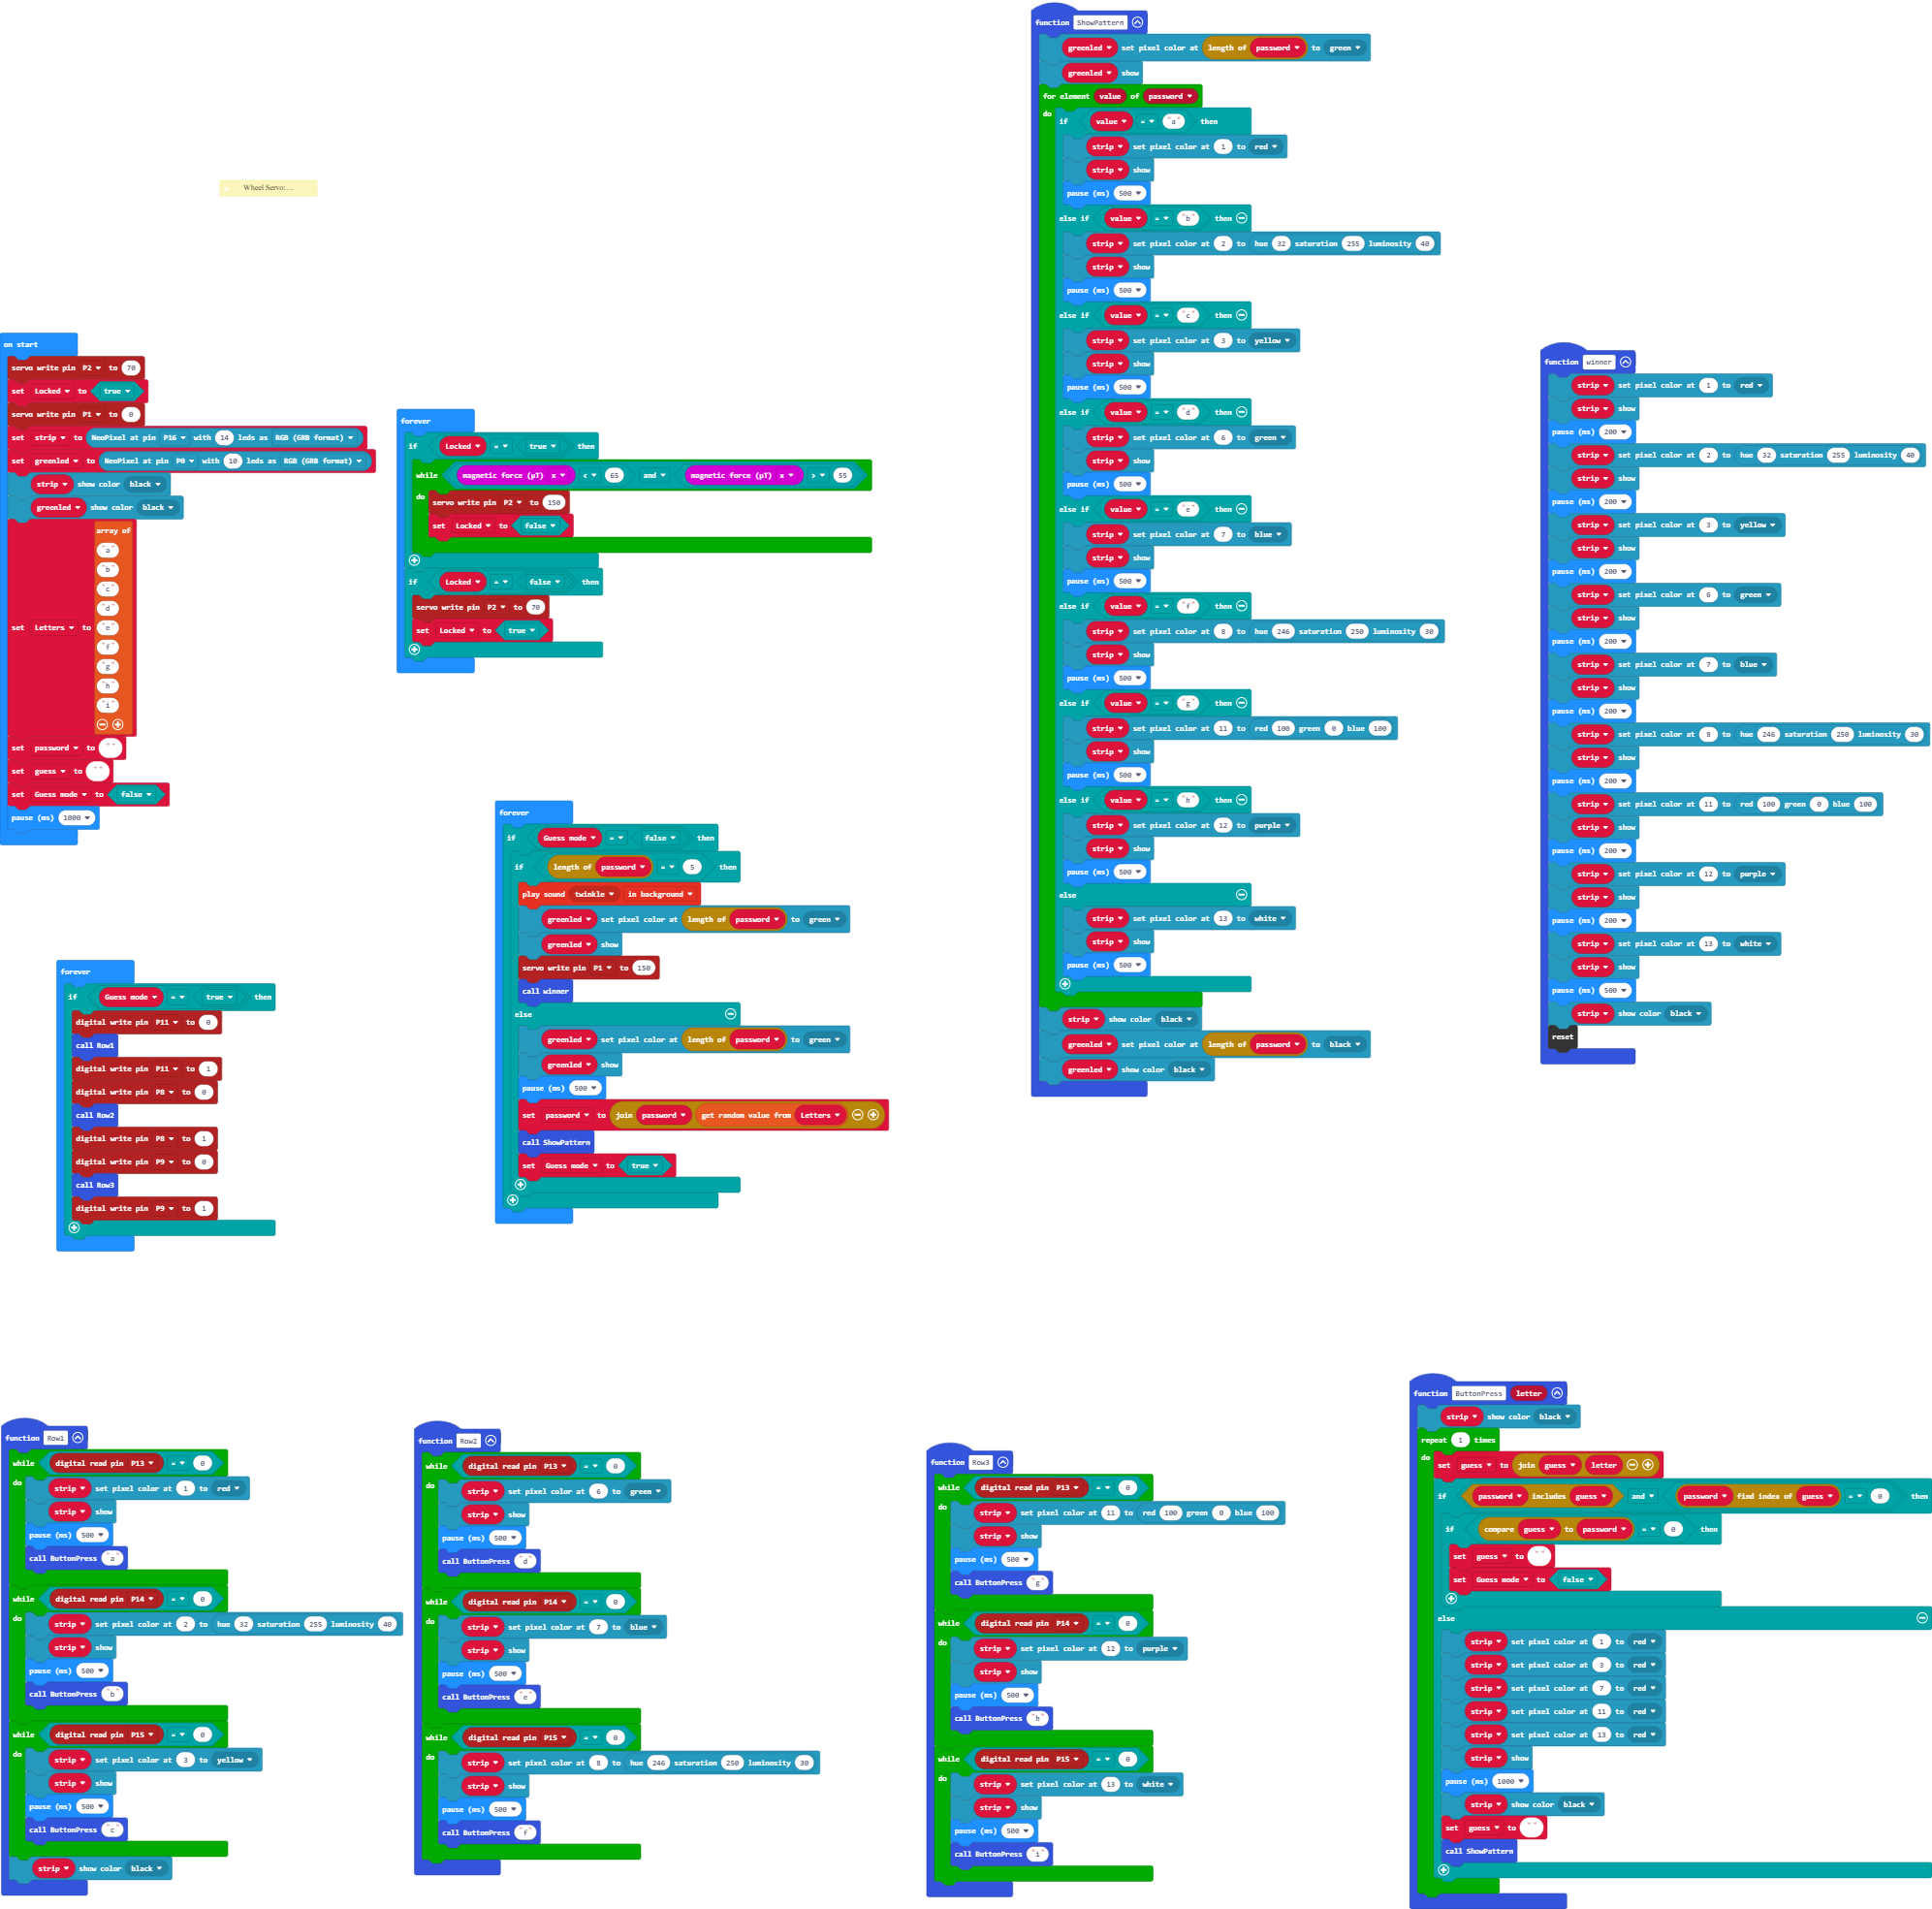 Wheel Servo:...
on start
servo write pin P2 to 70
set Locked to true
servo write pin P1 to 0
set strip to NeoPixel at pin P16 with 14 leds as RGB (GRB format)
set greenled to NeoPixel at pin P0 with 10 leds as RGB (GRB format)
strip show color black
greenled show color black
set Letters to array of
"a"
"b"
"c"
"d"
"e"
"f"
"g"
"h"
"i"
set password to ""
set guess to ""
set Guess mode to false
pause (ms) 1000
forever
if Locked = true then
while magnetic force (µT) x < 65 and magnetic force (µT) x > 55
do
servo write pin P2 to 150
set Locked to false
if Locked = false then
servo write pin P2 to 70
set Locked to true
forever
if Guess mode = false then
if length of password = 5 then
play sound twinkle in background
greenled set pixel color at length of password to green
greenled show
servo write pin P1 to 150
call winner
else
greenled set pixel color at length of password to green
greenled show
pause (ms) 500
set password to join password get random value from Letters
call ShowPattern
set Guess mode to true
forever
if Guess mode = true then
digital write pin P11 to 0
call Row1
digital write pin P11 to 1
digital write pin P8 to 0
call Row2
digital write pin P8 to 1
digital write pin P9 to 0
call Row3
digital write pin P9 to 1
function ShowPattern
greenled set pixel color at length of password to green
greenled show
for element value of password
do
if value = "a" then
strip set pixel color at 1 to red
strip show
pause (ms) 500
else if value = "b" then
strip set pixel color at 2 to hue 32 saturation 255 luminosity 40
strip show
pause (ms) 500
else if value = "c" then
strip set pixel color at 3 to yellow
strip show
pause (ms) 500
else if value = "d" then
strip set pixel color at 6 to green
strip show
pause (ms) 500
else if value = "e" then
strip set pixel color at 7 to blue
strip show
pause (ms) 500
else if value = "f" then
strip set pixel color at 8 to hue 246 saturation 250 luminosity 30
strip show
pause (ms) 500
else if value = "g" then
strip set pixel color at 11 to red 100 green 0 blue 100
strip show
pause (ms) 500
else if value = "h" then
strip set pixel color at 12 to purple
strip show
pause (ms) 500
else
strip set pixel color at 13 to white
strip show
pause (ms) 500
strip show color black
greenled set pixel color at length of password to black
greenled show color black
function winner
strip set pixel color at 1 to red
strip show
pause (ms) 200
strip set pixel color at 2 to hue 32 saturation 255 luminosity 40
strip show
pause (ms) 200
strip set pixel color at 3 to yellow
strip show
pause (ms) 200
strip set pixel color at 6 to green
strip show
pause (ms) 200
strip set pixel color at 7 to blue
strip show
pause (ms) 200
strip set pixel color at 8 to hue 246 saturation 250 luminosity 30
strip show
pause (ms) 200
strip set pixel color at 11 to red 100 green 0 blue 100
strip show
pause (ms) 200
strip set pixel color at 12 to purple
strip show
pause (ms) 200
strip set pixel color at 13 to white
strip show
pause (ms) 500
strip show color black
reset
function Row1
while digital read pin P13 = 0
do
strip set pixel color at 1 to red
strip show
pause (ms) 500
call ButtonPress "a"
while digital read pin P14 = 0
do
strip set pixel color at 2 to hue 32 saturation 255 luminosity 40
strip show
pause (ms) 500
call ButtonPress "b"
while digital read pin P15 = 0
do
strip set pixel color at 3 to yellow
strip show
pause (ms) 500
call ButtonPress "c"
strip show color black
function Row2
while digital read pin P13 = 0
do
strip set pixel color at 6 to green
strip show
pause (ms) 500
call ButtonPress "d"
while digital read pin P14 = 0
do
strip set pixel color at 7 to blue
strip show
pause (ms) 500
call ButtonPress "e"
while digital read pin P15 = 0
do
strip set pixel color at 8 to hue 246 saturation 250 luminosity 30
strip show
pause (ms) 500
call ButtonPress "f"
function Row3
while digital read pin P13 = 0
do
strip set pixel color at 11 to red 100 green 0 blue 100
strip show
pause (ms) 500
call ButtonPress "g"
while digital read pin P14 = 0
do
strip set pixel color at 12 to purple
strip show
pause (ms) 500
call ButtonPress "h"
while digital read pin P15 = 0
do
strip set pixel color at 13 to white
strip show
pause (ms) 500
call ButtonPress "i"
function ButtonPress letter
strip show color black
repeat 1 times
do
set guess to join guess letter
if password includes guess and password find index of guess = 0 then
if compare guess to password = 0 then
set guess to ""
set Guess mode to false
else
strip set pixel color at 1 to red
strip set pixel color at 3 to red
strip set pixel color at 7 to red
strip set pixel color at 11 to red
strip set pixel color at 13 to red
strip show
pause (ms) 1000
strip show color black
set guess to ""
call ShowPattern